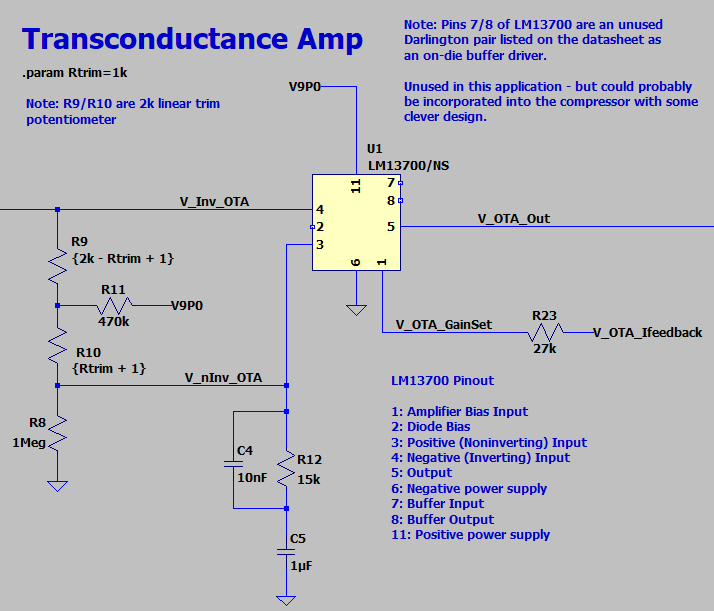 Transconductance Amp
.param Rtrim=1k
Note: R9/R10 are 2k linear trim
potentiometer
Note: Pins 7/8 of LM13700 are an unused
Darlington pair listed on the datasheet as
an on-die buffer driver.
Unused in this application - but could probably
be incorporated into the compressor with some
clever design.
V9P0
U1
LM13700/NS
11
7
8
4
2
3
5
6
1
V_Inv_OTA
V_OTA_Out
R9
{2k - Rtrim + 1}
R11
V9P0
470k
R10
{Rtrim + 1}
V_nInv_OTA
V_OTA_GainSet
R23
27k
V_OTA_Ifeedback
R8
1Meg
C4
10nF
R12
15k
C5
1µF
LM13700 Pinout
1: Amplifier Bias Input
2: Diode Bias
3: Positive (Noninverting) Input
4: Negative (Inverting) Input
5: Output
6: Negative power supply
7: Buffer Input
8: Buffer Output
11: Positive power supply